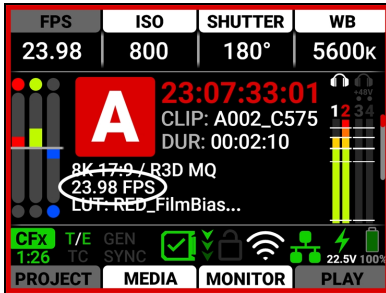 FPS ISO SHUTTER WB
23.98 800 180° 5600K
A
23:07:33:01
CLIP: A002_C575
DUR: 00:02:10
+48V
1 2 3 4
8K 17:9 / R3D MQ
23.98 FPS
LUT: RED_FilmBias...
CFx T/E GEN
1:26 TC SYNC
22.5V 100%
PROJECT MEDIA MONITOR PLAY